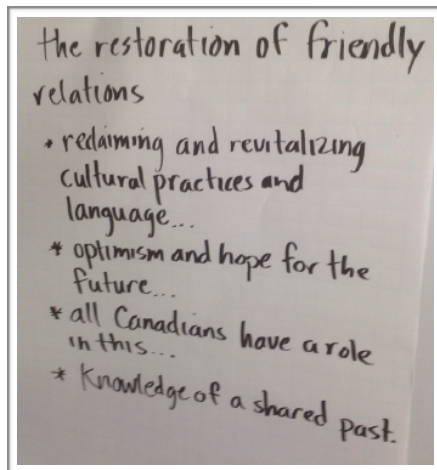 the restoration of friendly
relations
• reclaiming and revitalizing
cultural practices and
language...
* optimism and hope for the
future...
* all Canadians have a role
in this...
* Knowledge of a shared past.